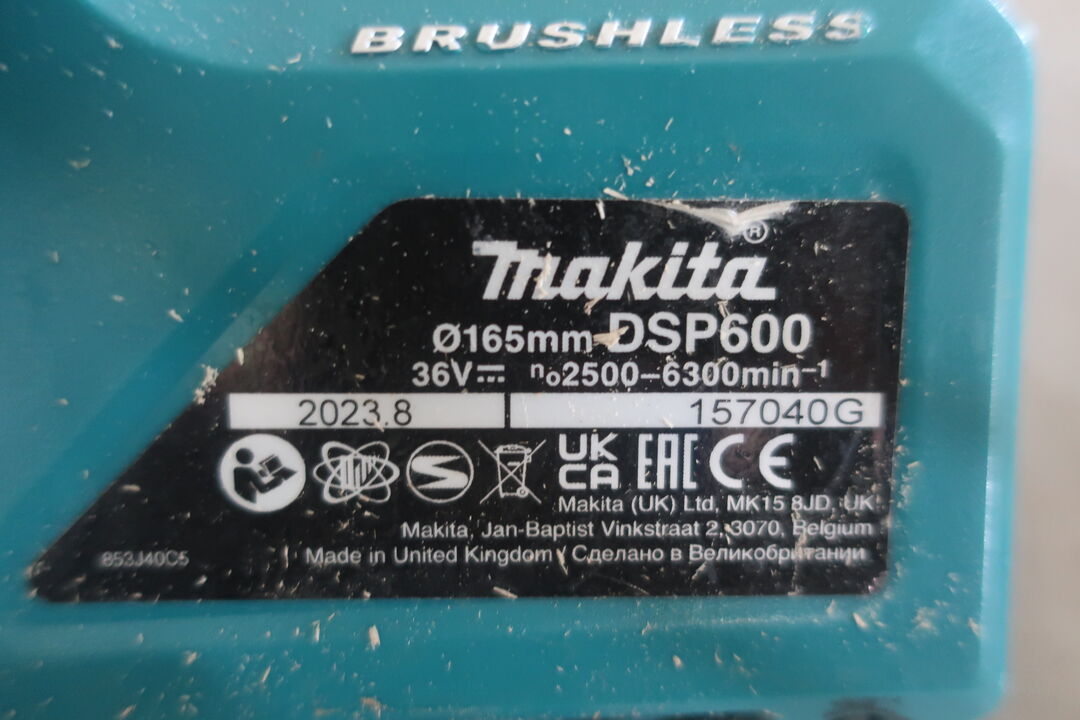 BRUSHLESS
makita®
Ø165mm DSP600
36V⎓ n₀2500–6300min⁻¹
2023.8 157040G
UK CA EAC CE
Makita (UK) Ltd, MK15 8JD, UK
Makita, Jan-Baptist Vinkstraat 2, 3070, Belgium
853J40C5 Made in United Kingdom / Сделано в Великобритании